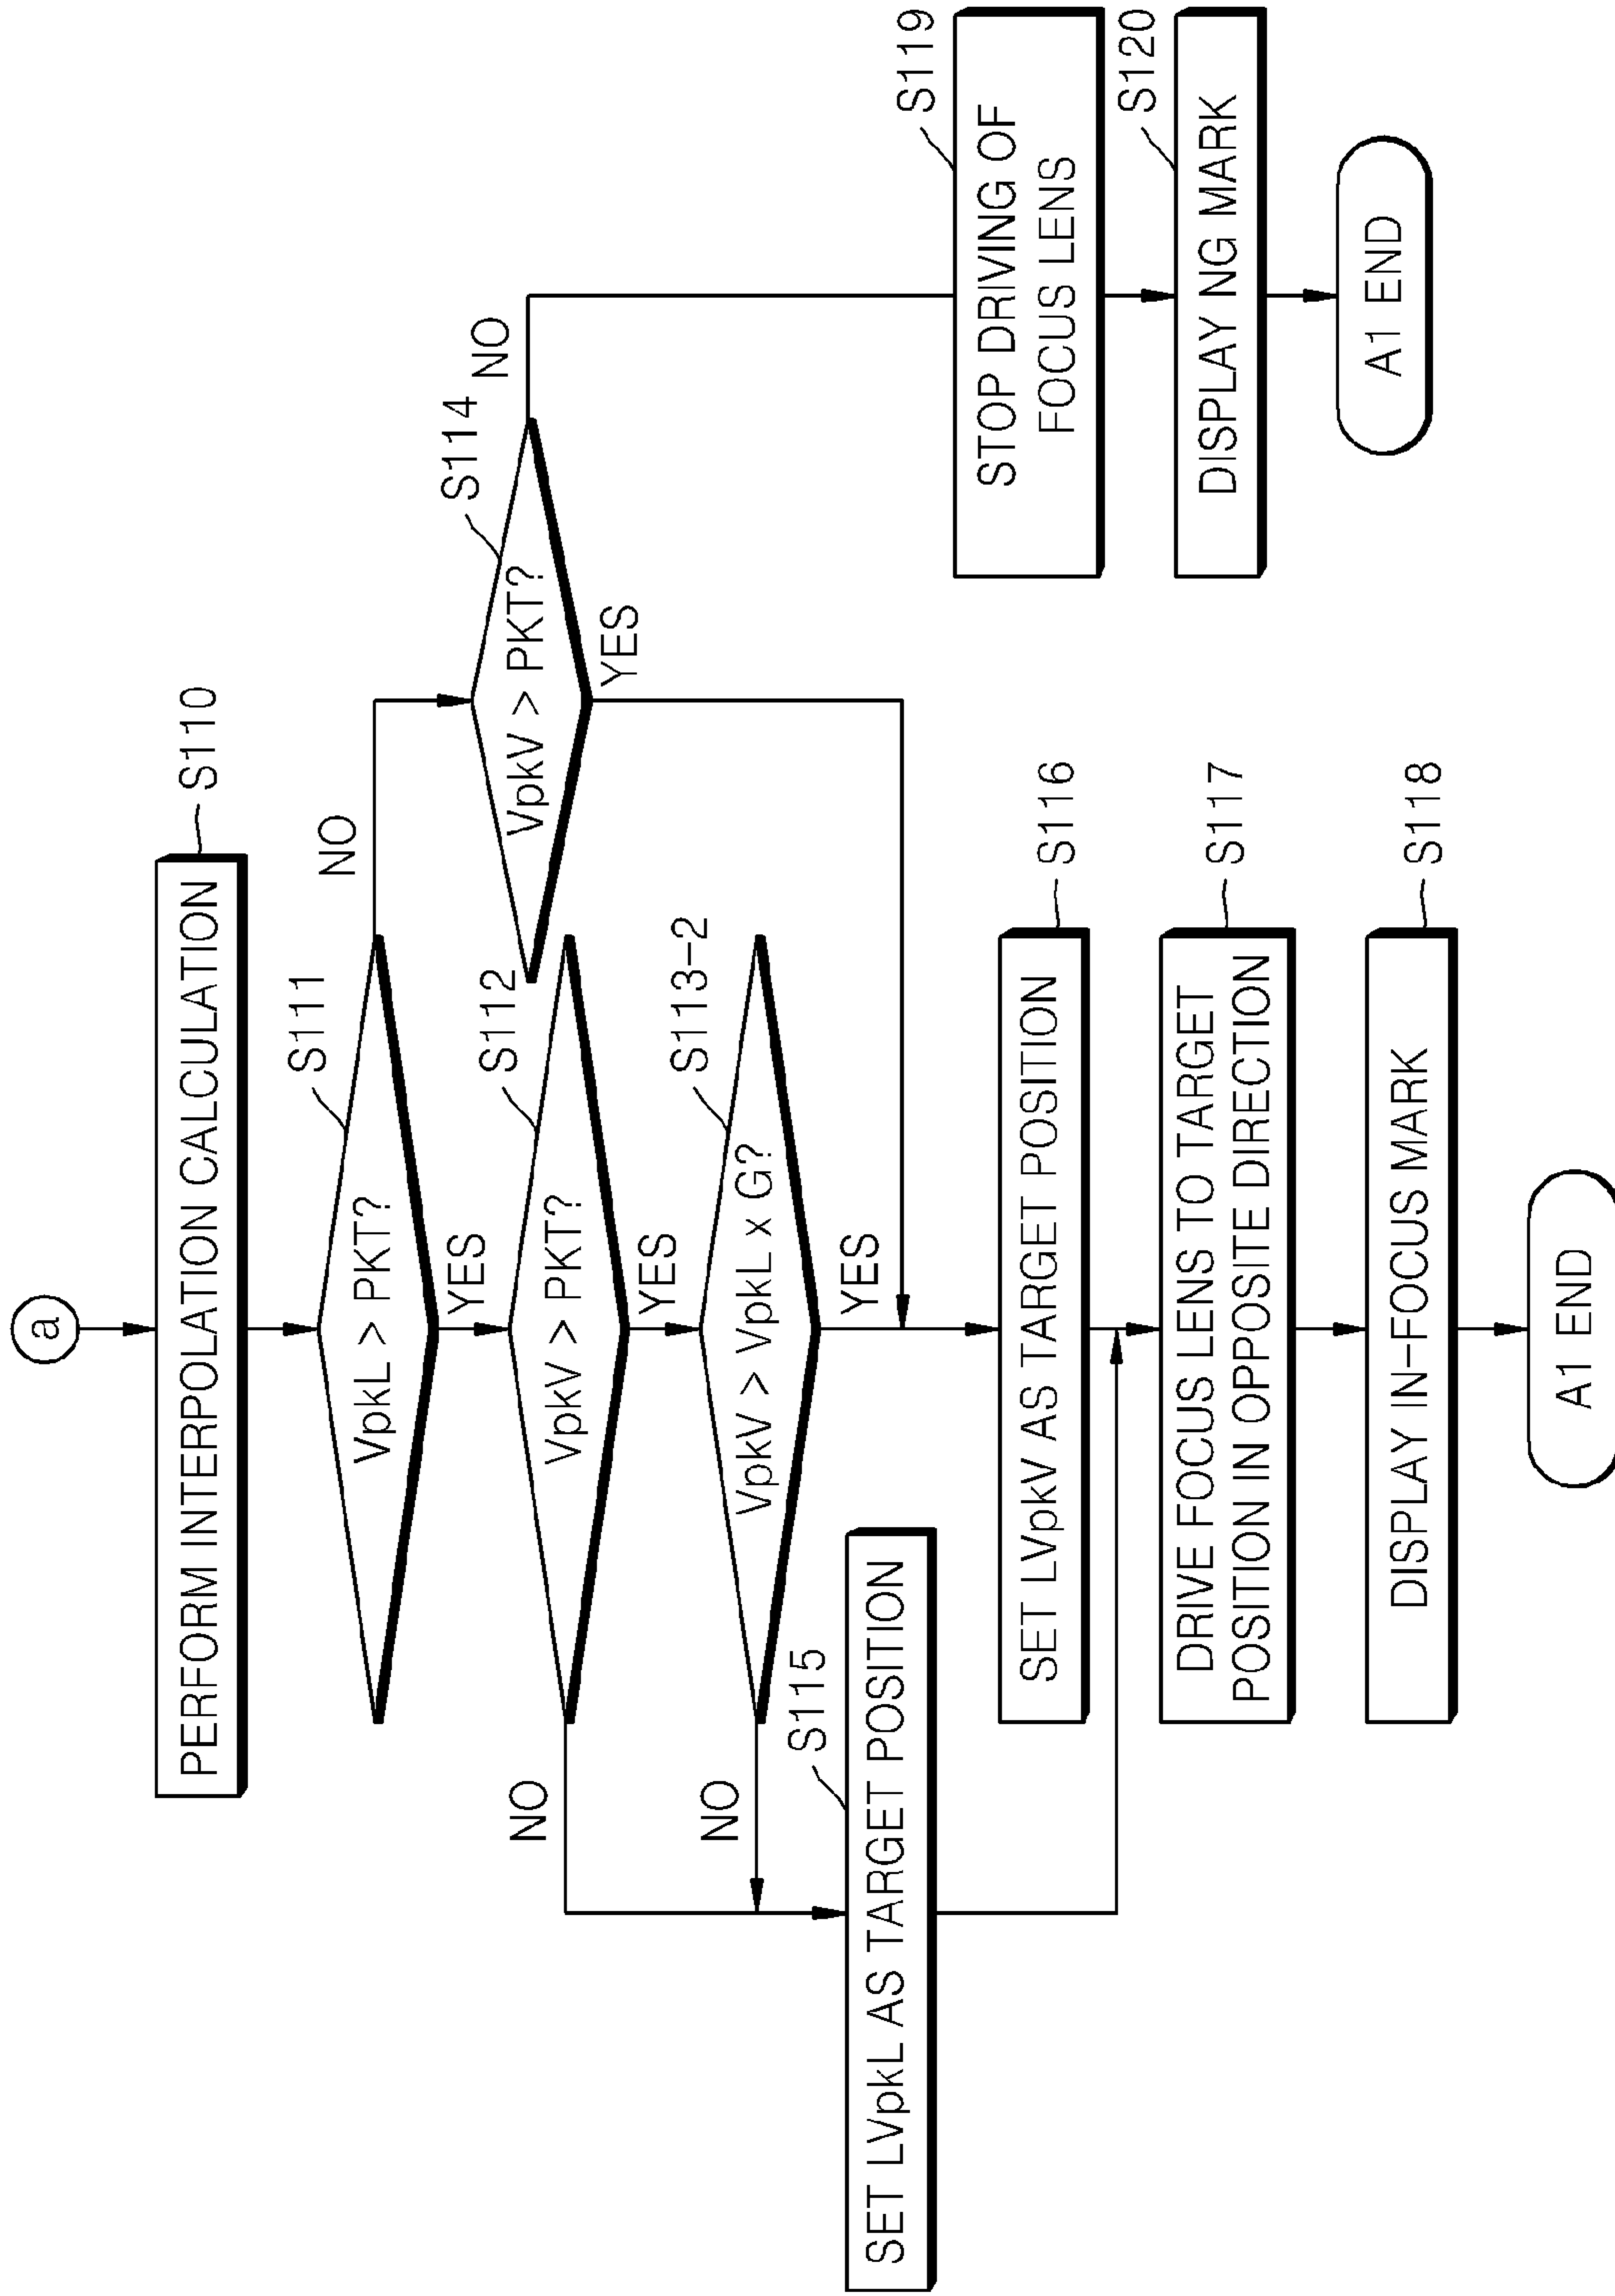 a
PERFORM INTERPOLATION CALCULATION
S110
S111
VpkL > PKT?
NO
YES
S112
VpkV > PKT?
NO
YES
S114
VpkV > PKT?
NO
YES
S113-2
VpkV > VpkL x G?
NO
YES
S115
SET LVpkL AS TARGET POSITION
S116
SET LVpkV AS TARGET POSITION
S117
DRIVE FOCUS LENS TO TARGET
POSITION IN OPPOSITE DIRECTION
S118
DISPLAY IN-FOCUS MARK
A1 END
S119
STOP DRIVING OF
FOCUS LENS
S120
DISPLAY NG MARK
A1 END